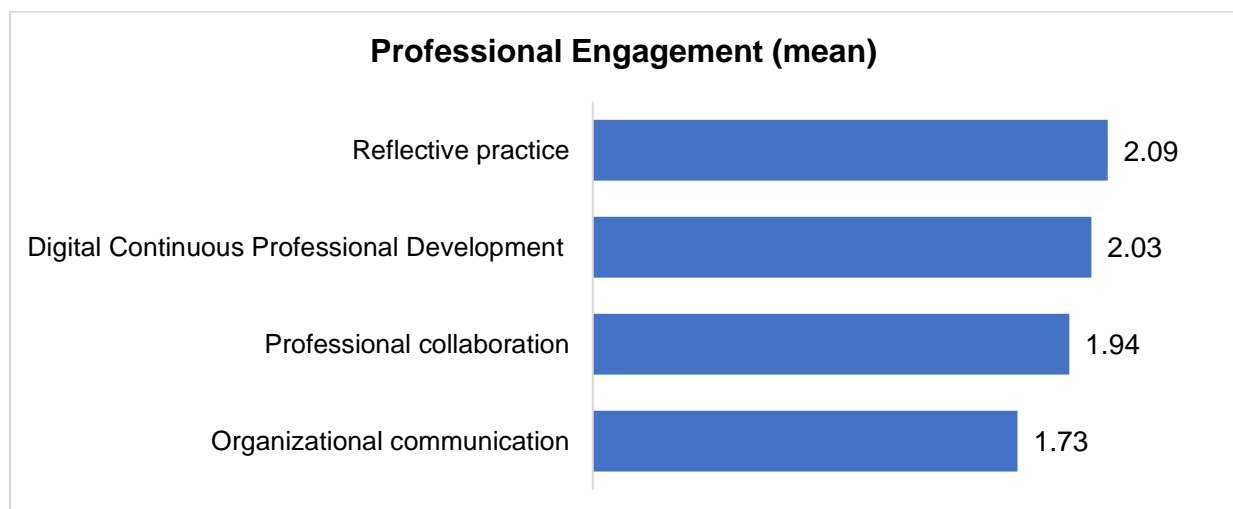 Professional Engagement (mean)
Reflective practice 2.09
Digital Continuous Professional Development 2.03
Professional collaboration 1.94
Organizational communication 1.73